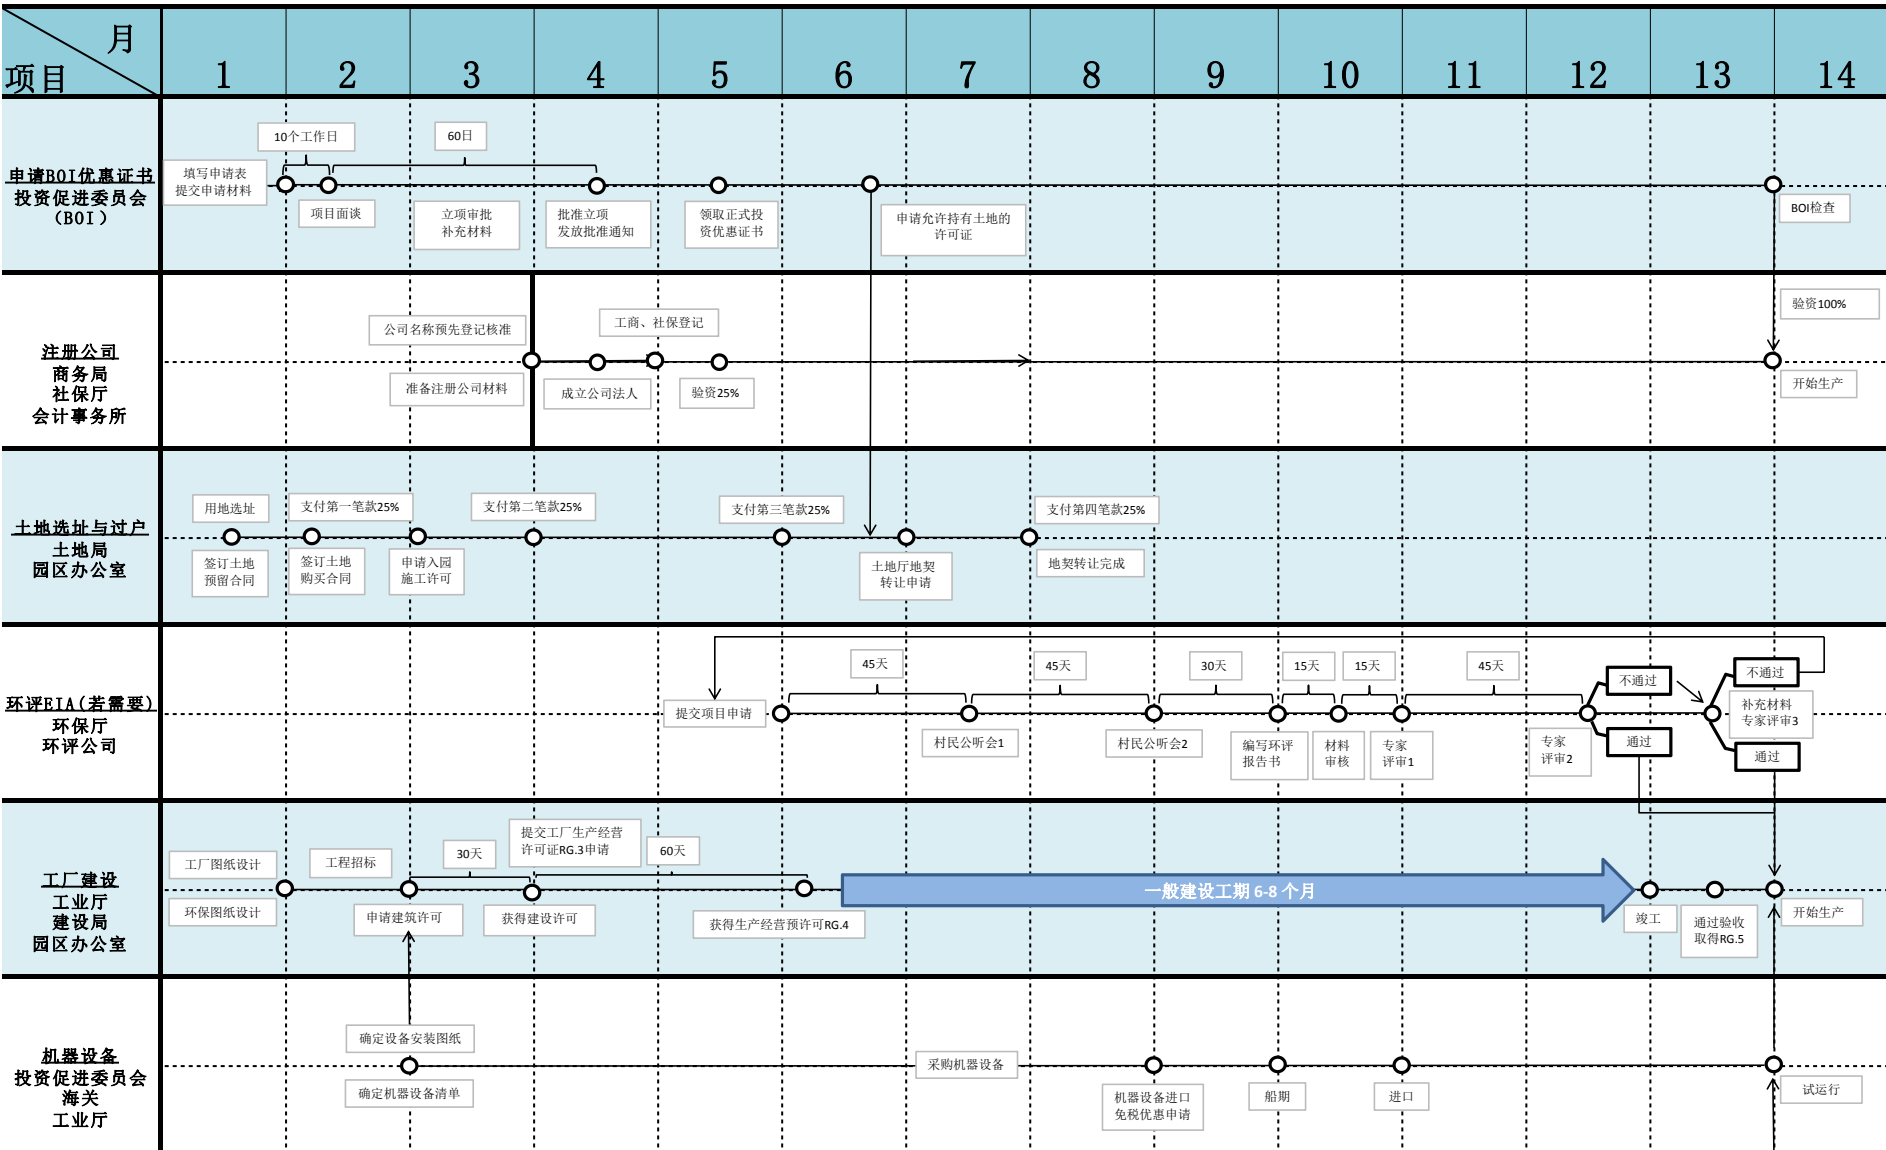 月
项目
1 2 3 4 5 6 7 8 9 10 11 12 13 14
申请BOI优惠证书
投资促进委员会
（BOI）
10个工作日
60日
填写申请表
提交申请材料
项目面谈
立项审批
补充材料
批准立项
发放批准通知
领取正式投
资优惠证书
申请允许持有土地的
许可证
BOI检查
注册公司
商务局
社保厅
会计事务所
公司名称预先登记核准
准备注册公司材料
工商、社保登记
成立公司法人
验资25%
验资100%
开始生产
土地选址与过户
土地局
园区办公室
用地选址
签订土地
预留合同
支付第一笔款25%
签订土地
购买合同
申请入园
施工许可
支付第二笔款25%
支付第三笔款25%
土地厅地契
转让申请
支付第四笔款25%
地契转让完成
环评EIA(若需要)
环保厅
环评公司
提交项目申请
45天
村民公听会1
45天
村民公听会2
30天
编写环评
报告书
15天
材料
审核
15天
专家
评审1
45天
专家
评审2
不通过
通过
不通过
补充材料
专家评审3
通过
工厂建设
工业厅
建设局
园区办公室
工厂图纸设计
环保图纸设计
工程招标
申请建筑许可
30天
获得建设许可
提交工厂生产经营
许可证RG.3申请
60天
获得生产经营预许可RG.4
一般建设工期 6-8 个月
竣工
通过验收
取得RG.5
开始生产
机器设备
投资促进委员会
海关
工业厅
确定设备安装图纸
确定机器设备清单
采购机器设备
机器设备进口
免税优惠申请
船期
进口
试运行